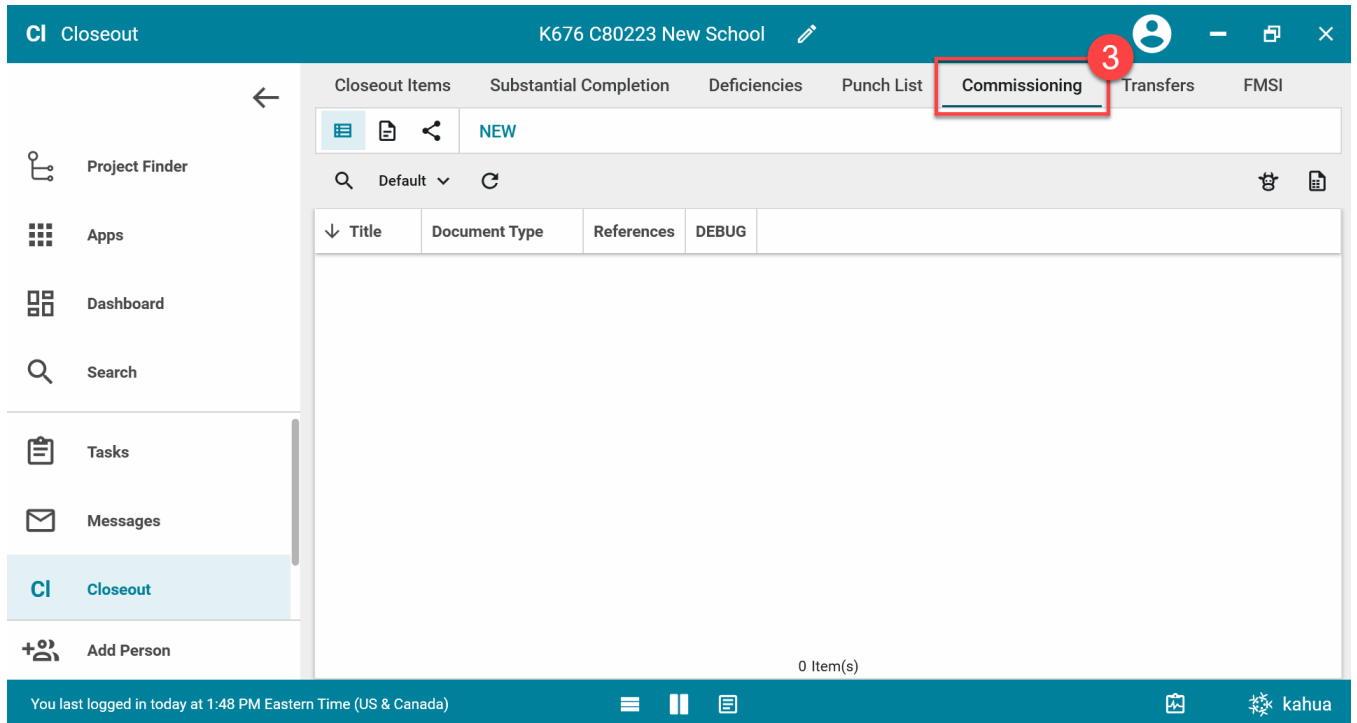 Cl Closeout K676 C80223 New School
3
Closeout Items Substantial Completion Deficiencies Punch List Commissioning Transfers FMSI
NEW
Project Finder
Default
Apps
Title Document Type References DEBUG
Dashboard
Search
Tasks
Messages
Cl Closeout
Add Person
0 Item(s)
You last logged in today at 1:48 PM Eastern Time (US & Canada) kahua